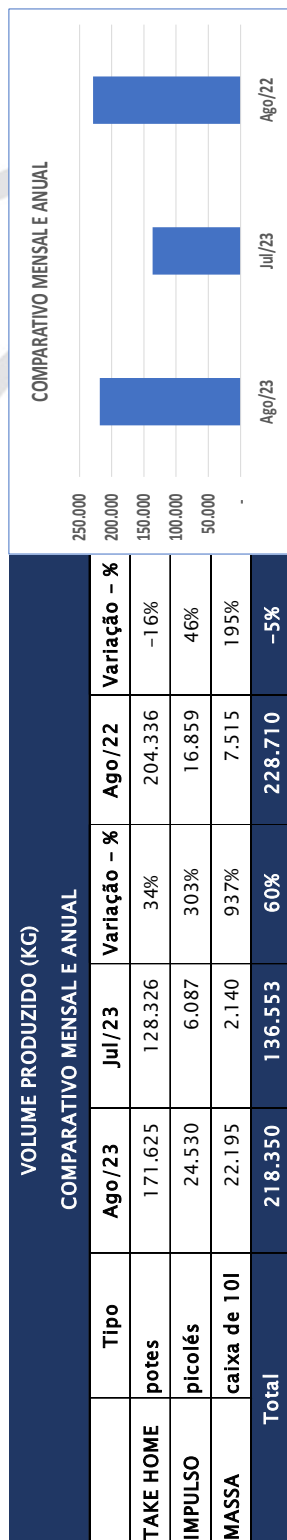 VOLUME PRODUZIDO (KG)
COMPARATIVO MENSAL E ANUAL
Tipo Ago/23 Jul/23 Variação – % Ago/22 Variação – %
TAKE HOME potes 171.625 128.326 34% 204.336 –16%
IMPULSO picolés 24.530 6.087 303% 16.859 46%
MASSA caixa de 10l 22.195 2.140 937% 7.515 195%
Total 218.350 136.553 60% 228.710 –5%
COMPARATIVO MENSAL E ANUAL
250.000
200.000
150.000
100.000
50.000
-
Ago/23 Jul/23 Ago/22